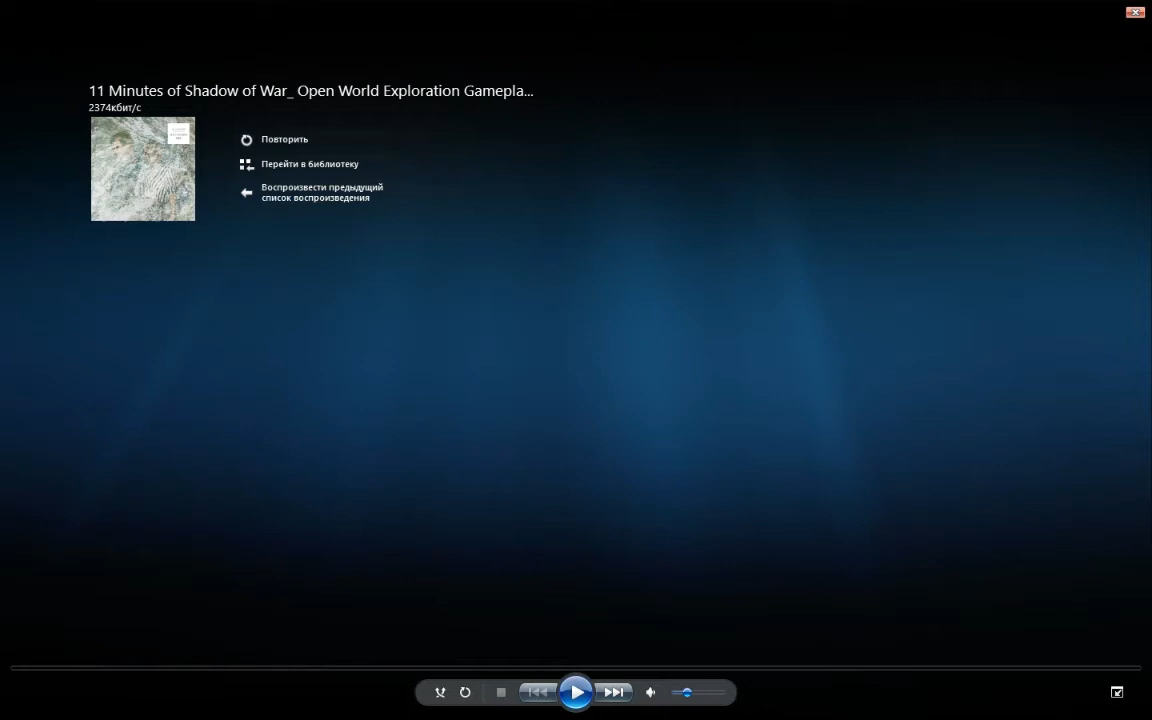 11 Minutes of Shadow of War_ Open World Exploration Gamepla...
2374кбит/с
Повторить
Перейти в библиотеку
Воспроизвести предыдущий
список воспроизведения